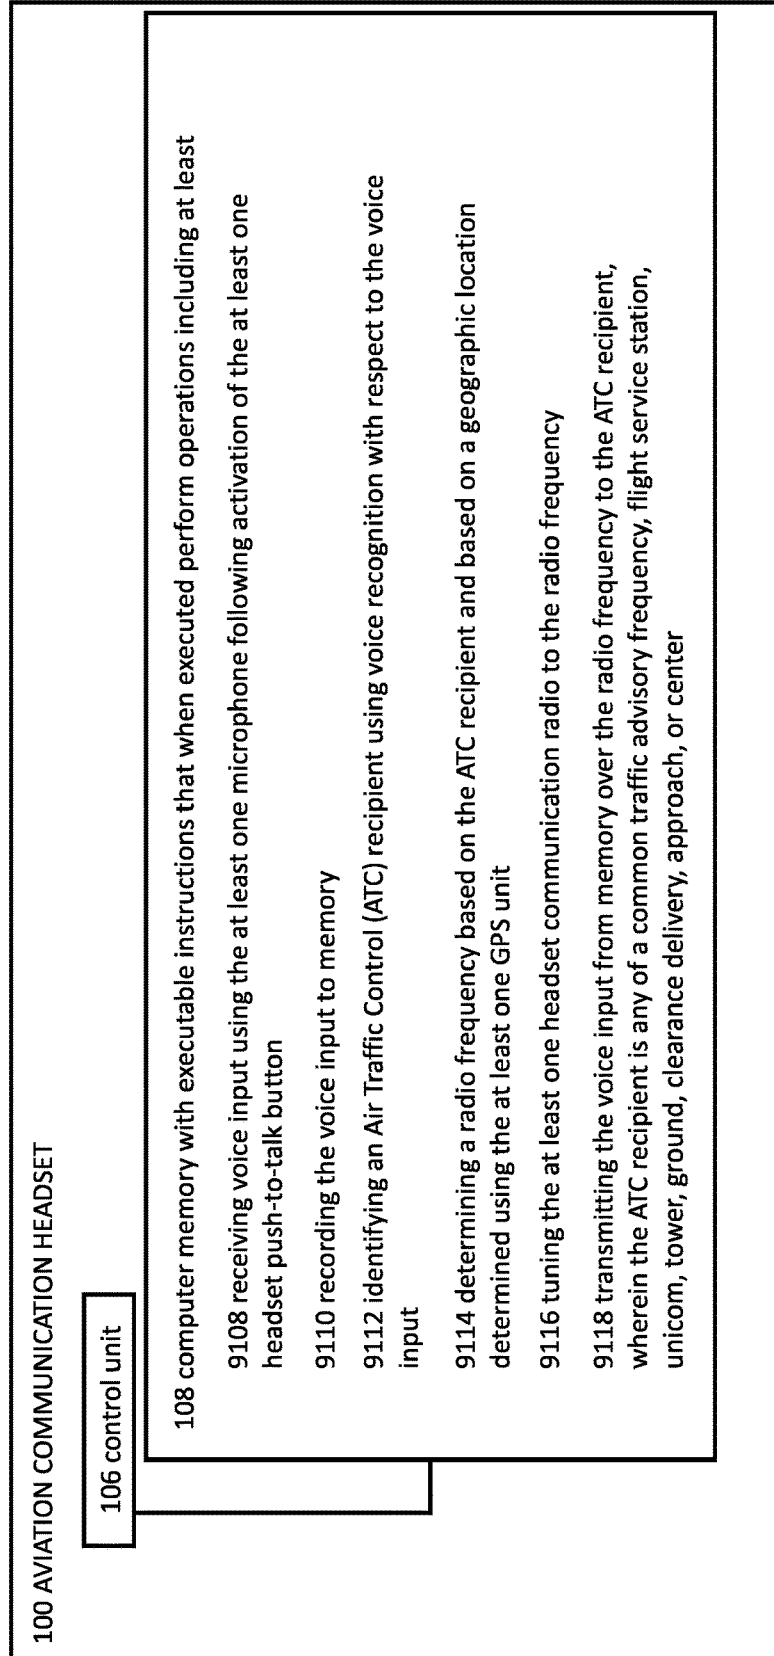 100 AVIATION COMMUNICATION HEADSET
106 control unit
108 computer memory with executable instructions that when executed perform operations including at least
9108 receiving voice input using the at least one microphone following activation of the at least one
headset push-to-talk button
9110 recording the voice input to memory
9112 identifying an Air Traffic Control (ATC) recipient using voice recognition with respect to the voice
input
9114 determining a radio frequency based on the ATC recipient and based on a geographic location
determined using the at least one GPS unit
9116 tuning the at least one headset communication radio to the radio frequency
9118 transmitting the voice input from memory over the radio frequency to the ATC recipient,
wherein the ATC recipient is any of a common traffic advisory frequency, flight service station,
unicom, tower, ground, clearance delivery, approach, or center